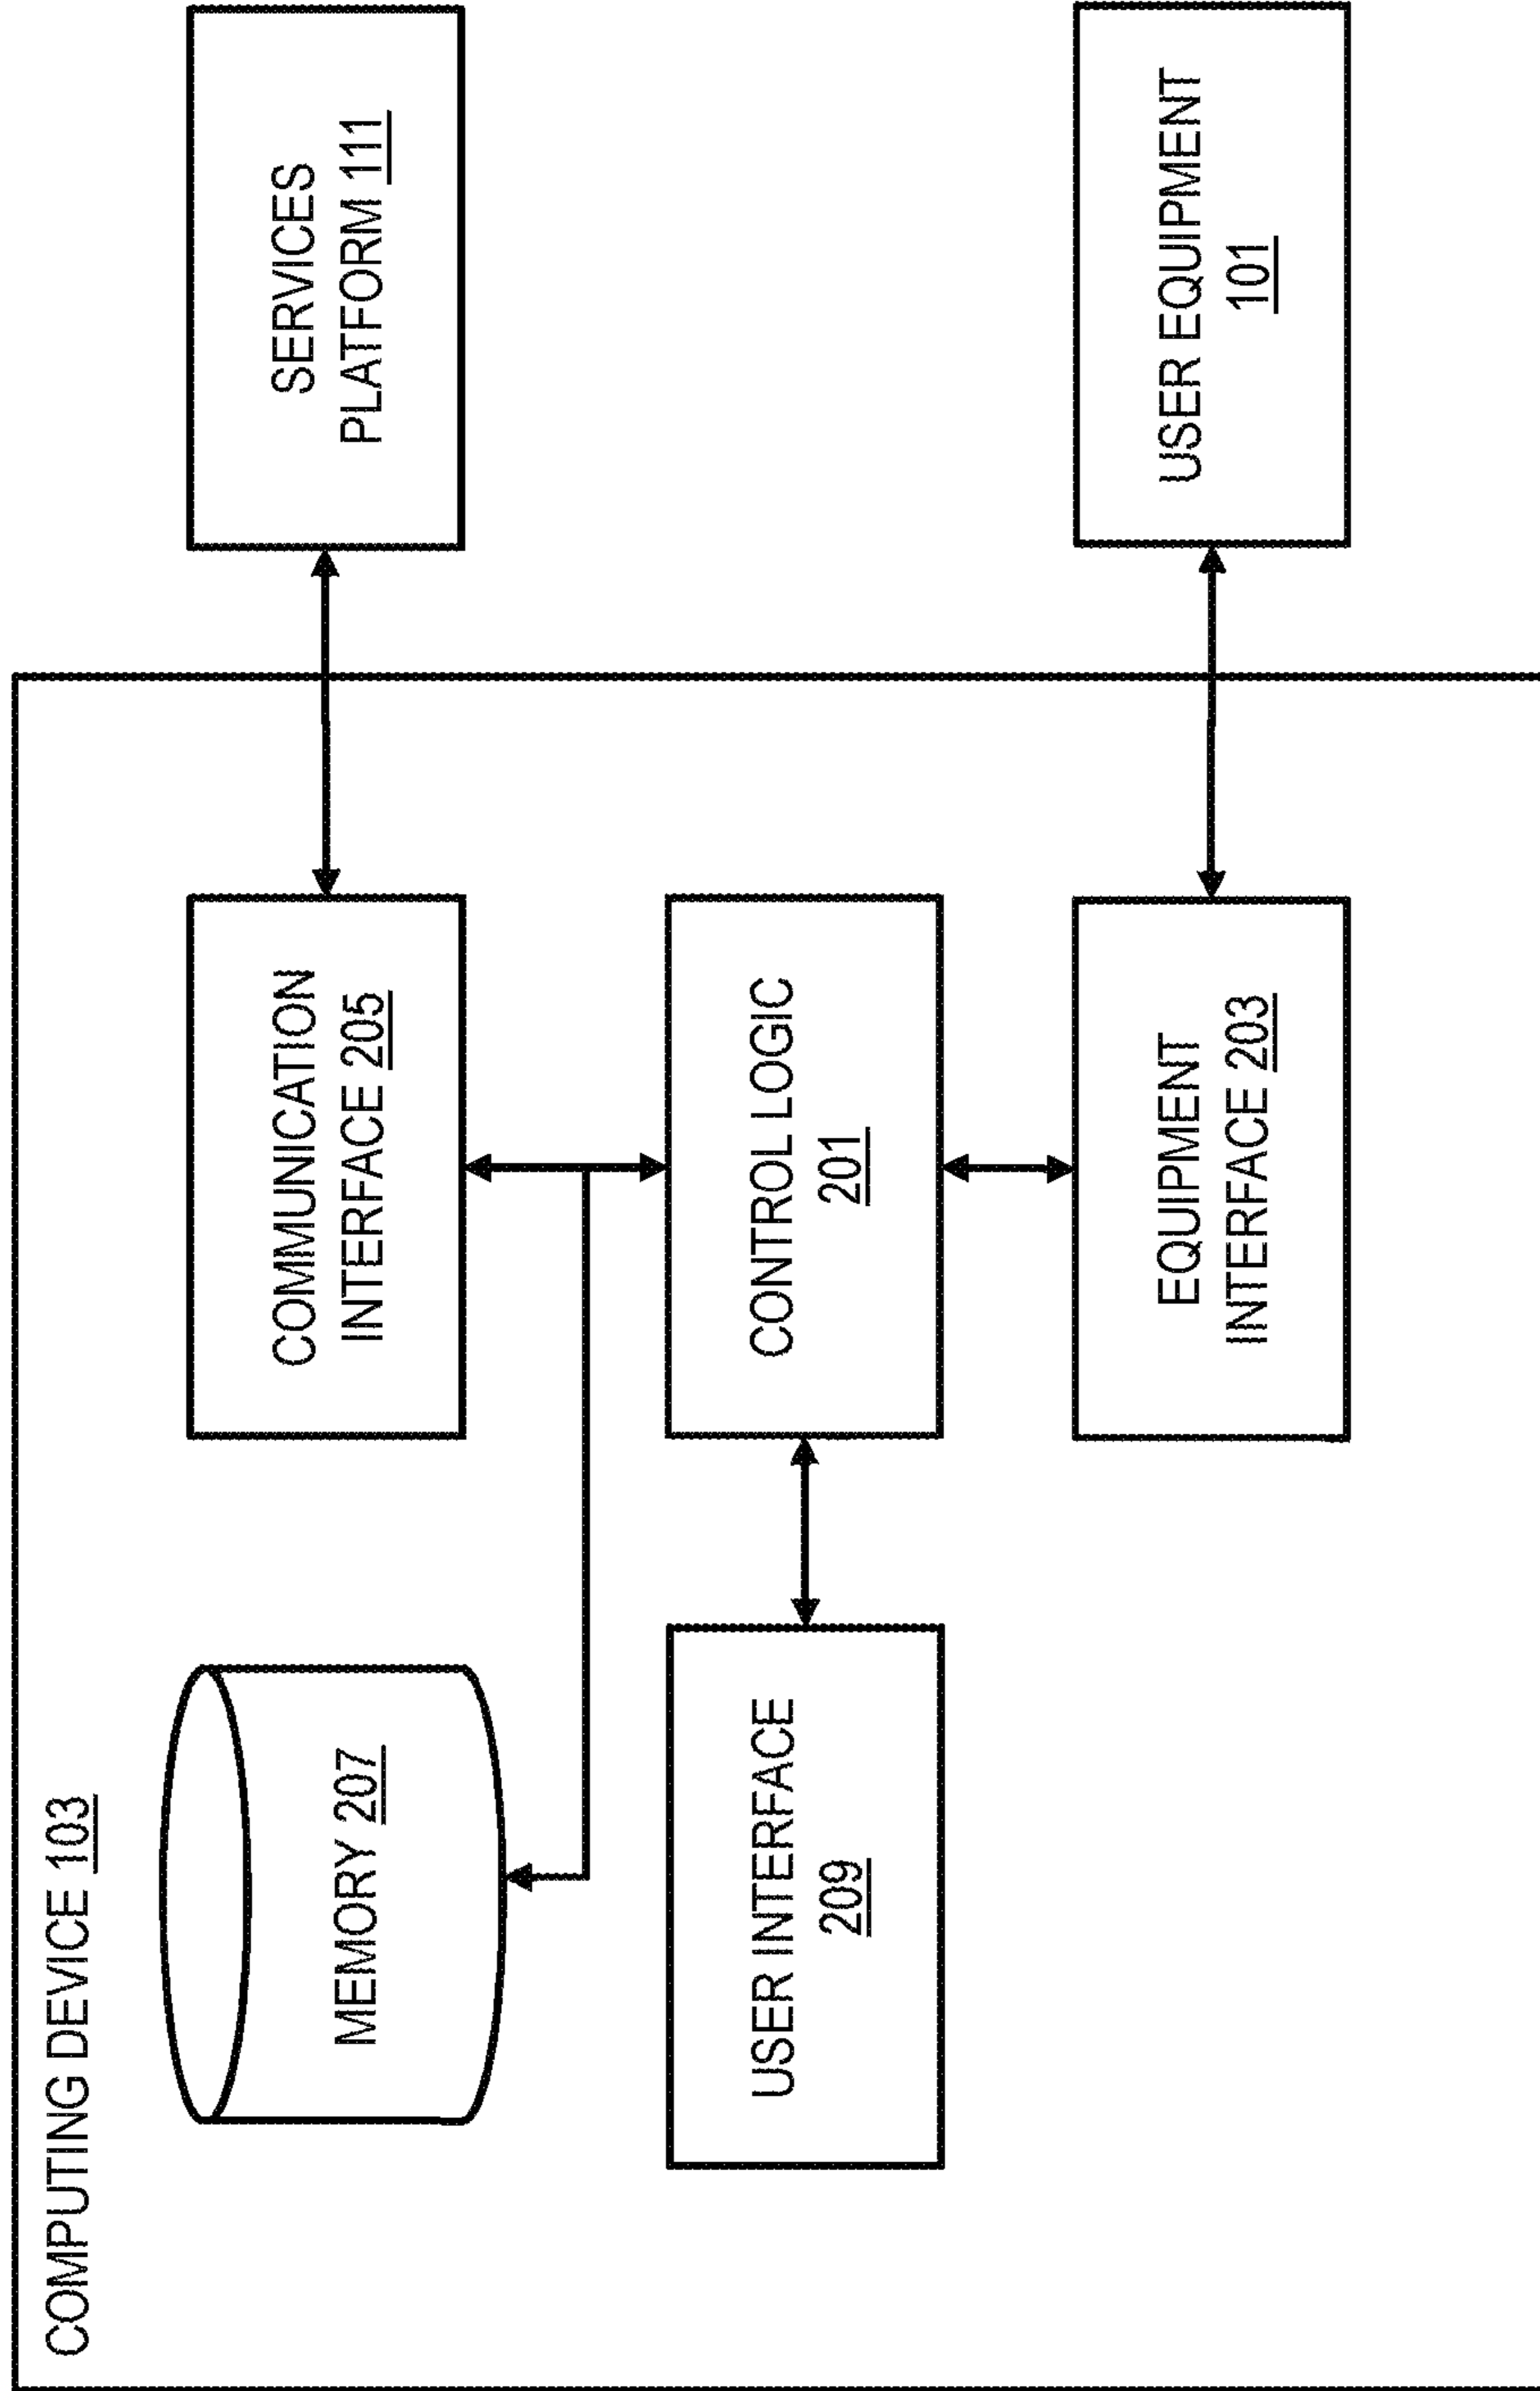 COMPUTING DEVICE 103
MEMORY 207
COMMUNICATION
INTERFACE 205
SERVICES
PLATFORM 111
USER INTERFACE
209
CONTROL LOGIC
201
EQUIPMENT
INTERFACE 203
USER EQUIPMENT
101